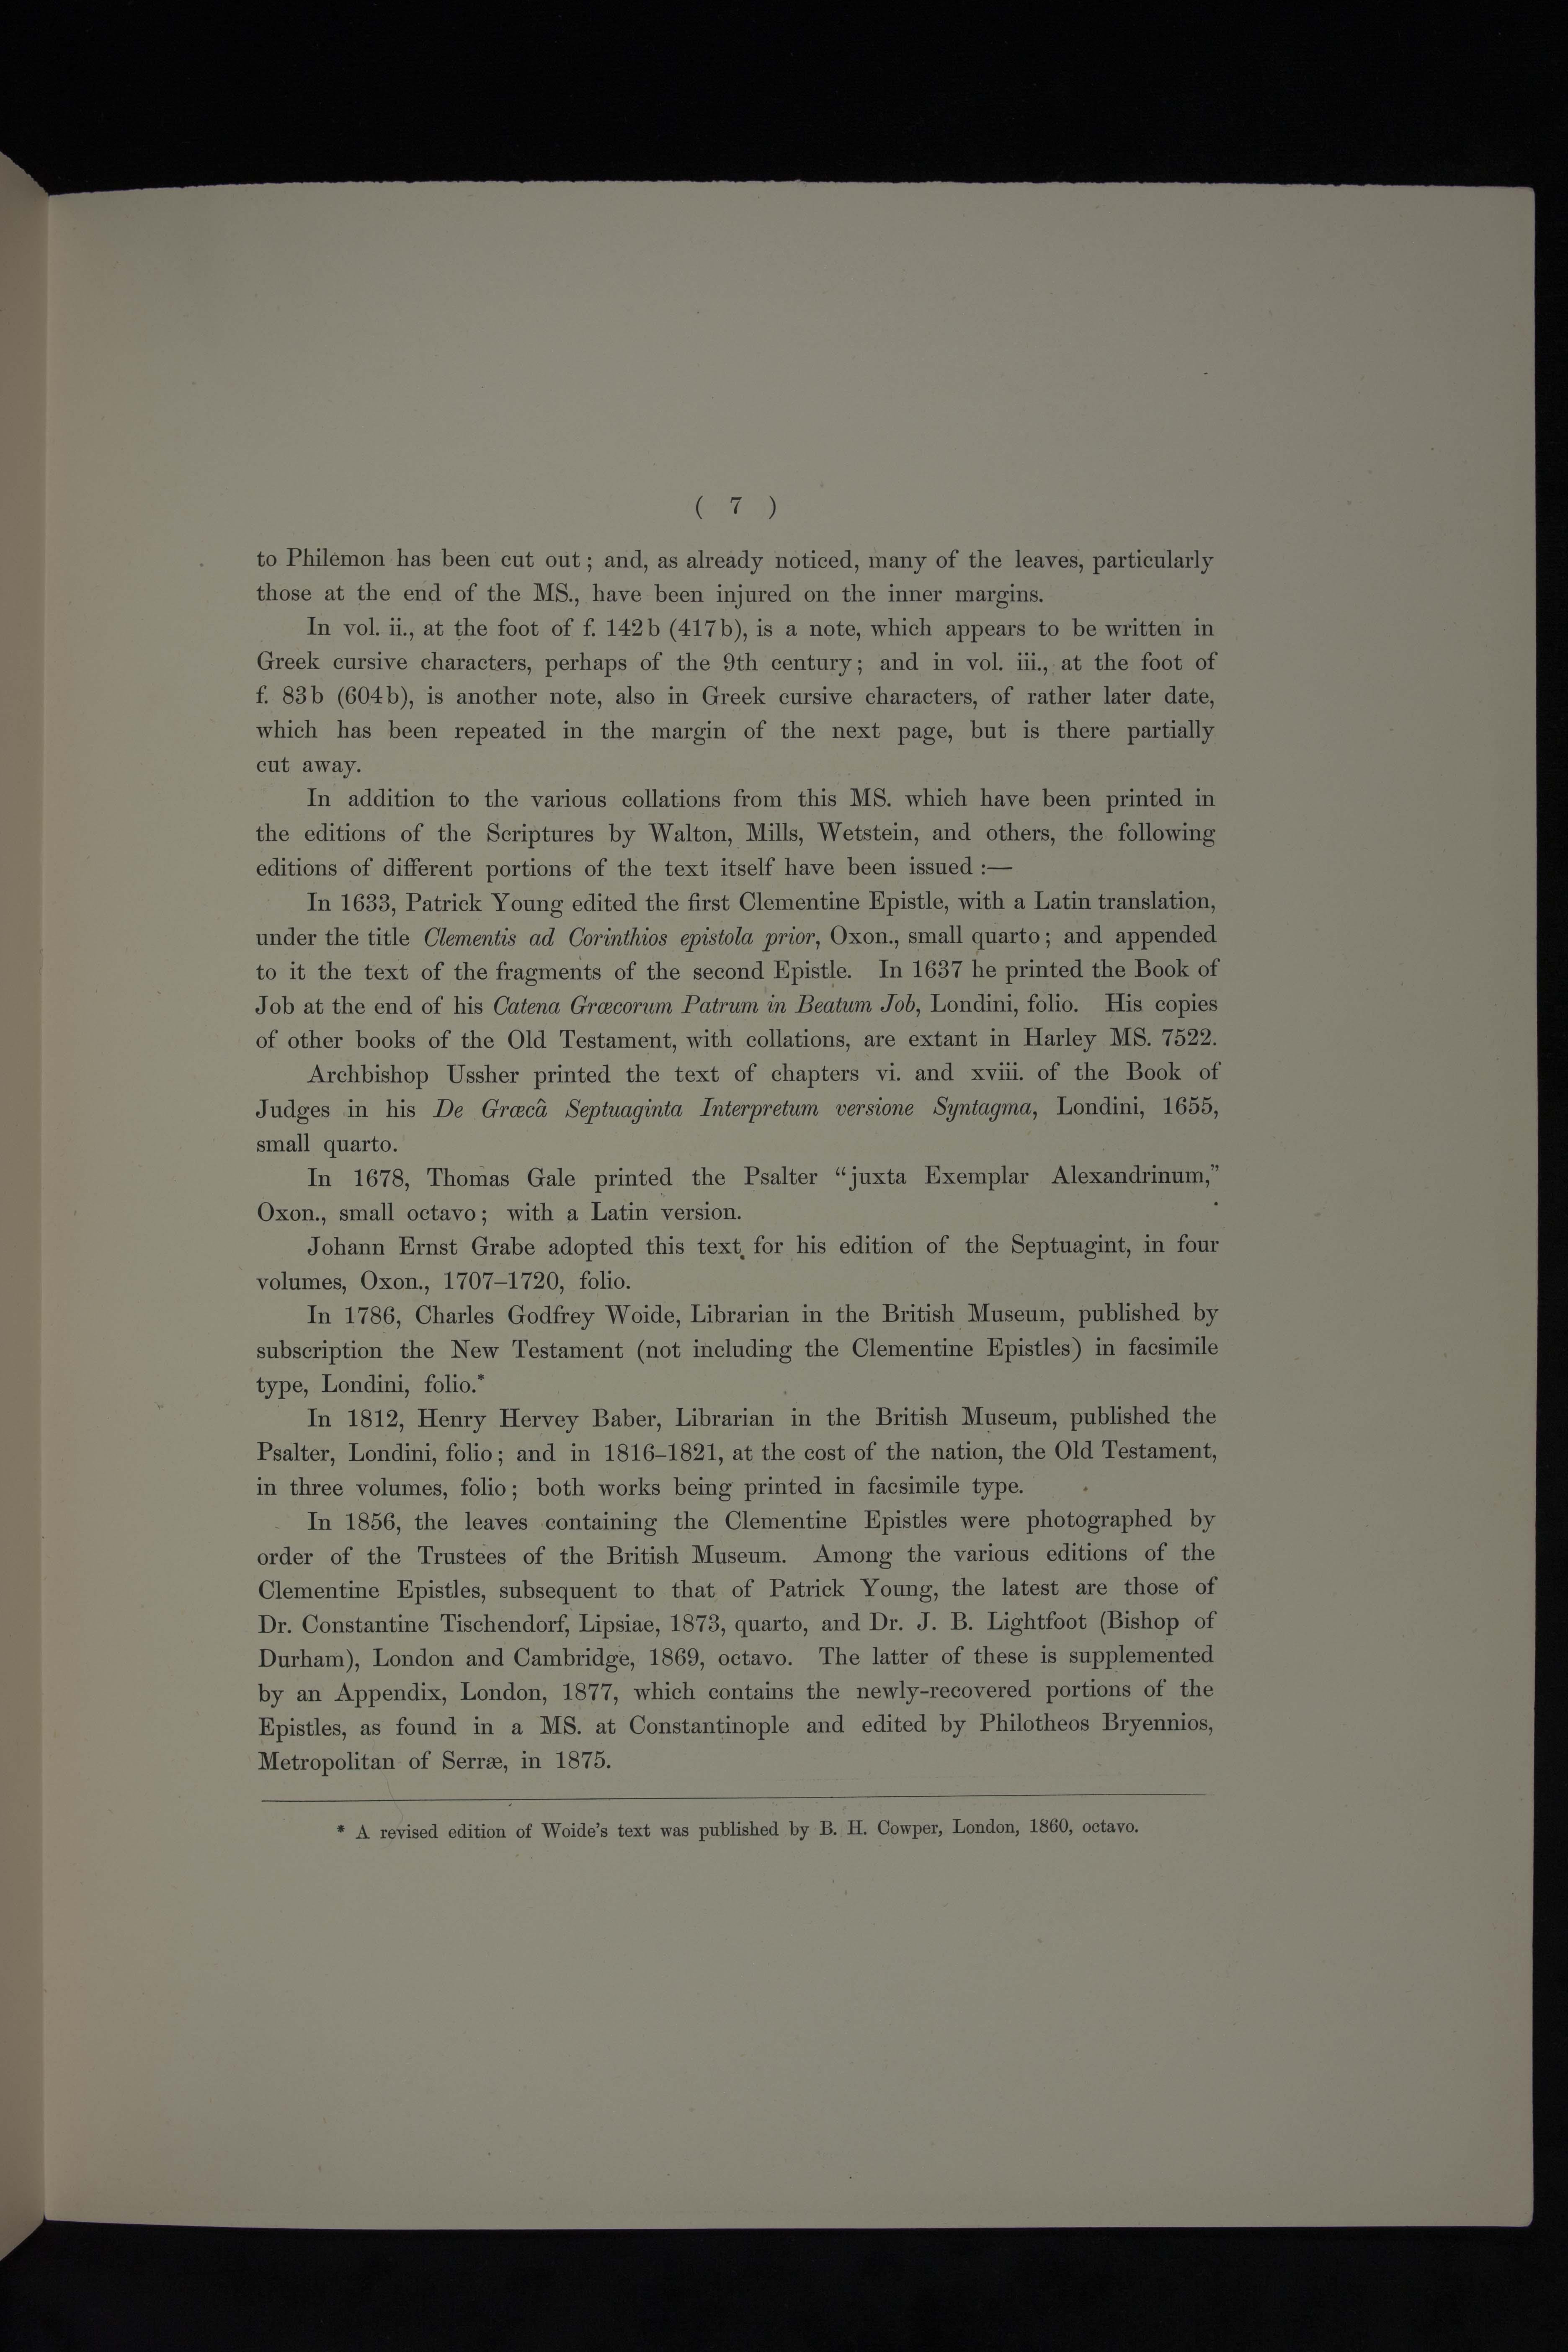 ( 7 )
to Philemon has been cut out; and, as already noticed, many of the leaves, particularly
those at the end of the MS., have been injured on the inner margins.
In vol. ii., at the foot of f. 142 b (417 b), is a note, which appears to be written in
Greek cursive characters, perhaps of the 9th century; and in vol. iii., at the foot of
f. 83 b (604 b), is another note, also in Greek cursive characters, of rather later date,
which has been repeated in the margin of the next page, but is there partially
cut away.
In addition to the various collations from this MS. which have been printed in
the editions of the Scriptures by Walton, Mills, Wetstein, and others, the following
editions of different portions of the text itself have been issued :—
In 1633, Patrick Young edited the first Clementine Epistle, with a Latin translation,
under the title Clementis ad Corinthios epistola prior, Oxon., small quarto; and appended
to it the text of the fragments of the second Epistle. In 1637 he printed the Book of
Job at the end of his Catena Græcorum Patrum in Beatum Job, Londini, folio. His copies
of other books of the Old Testament, with collations, are extant in Harley MS. 7522.
Archbishop Ussher printed the text of chapters vi. and xviii. of the Book of
Judges in his De Græcâ Septuaginta Interpretum versione Syntagma, Londini, 1655,
small quarto.
In 1678, Thomas Gale printed the Psalter “juxta Exemplar Alexandrinum,”
Oxon., small octavo; with a Latin version.
Johann Ernst Grabe adopted this text for his edition of the Septuagint, in four
volumes, Oxon., 1707–1720, folio.
In 1786, Charles Godfrey Woide, Librarian in the British Museum, published by
subscription the New Testament (not including the Clementine Epistles) in facsimile
type, Londini, folio.*
In 1812, Henry Hervey Baber, Librarian in the British Museum, published the
Psalter, Londini, folio; and in 1816–1821, at the cost of the nation, the Old Testament,
in three volumes, folio; both works being printed in facsimile type.
In 1856, the leaves containing the Clementine Epistles were photographed by
order of the Trustees of the British Museum. Among the various editions of the
Clementine Epistles, subsequent to that of Patrick Young, the latest are those of
Dr. Constantine Tischendorf, Lipsiae, 1873, quarto, and Dr. J. B. Lightfoot (Bishop of
Durham), London and Cambridge, 1869, octavo. The latter of these is supplemented
by an Appendix, London, 1877, which contains the newly-recovered portions of the
Epistles, as found in a MS. at Constantinople and edited by Philotheos Bryennios,
Metropolitan of Serræ, in 1875.
* A revised edition of Woide’s text was published by B. H. Cowper, London, 1860, octavo.